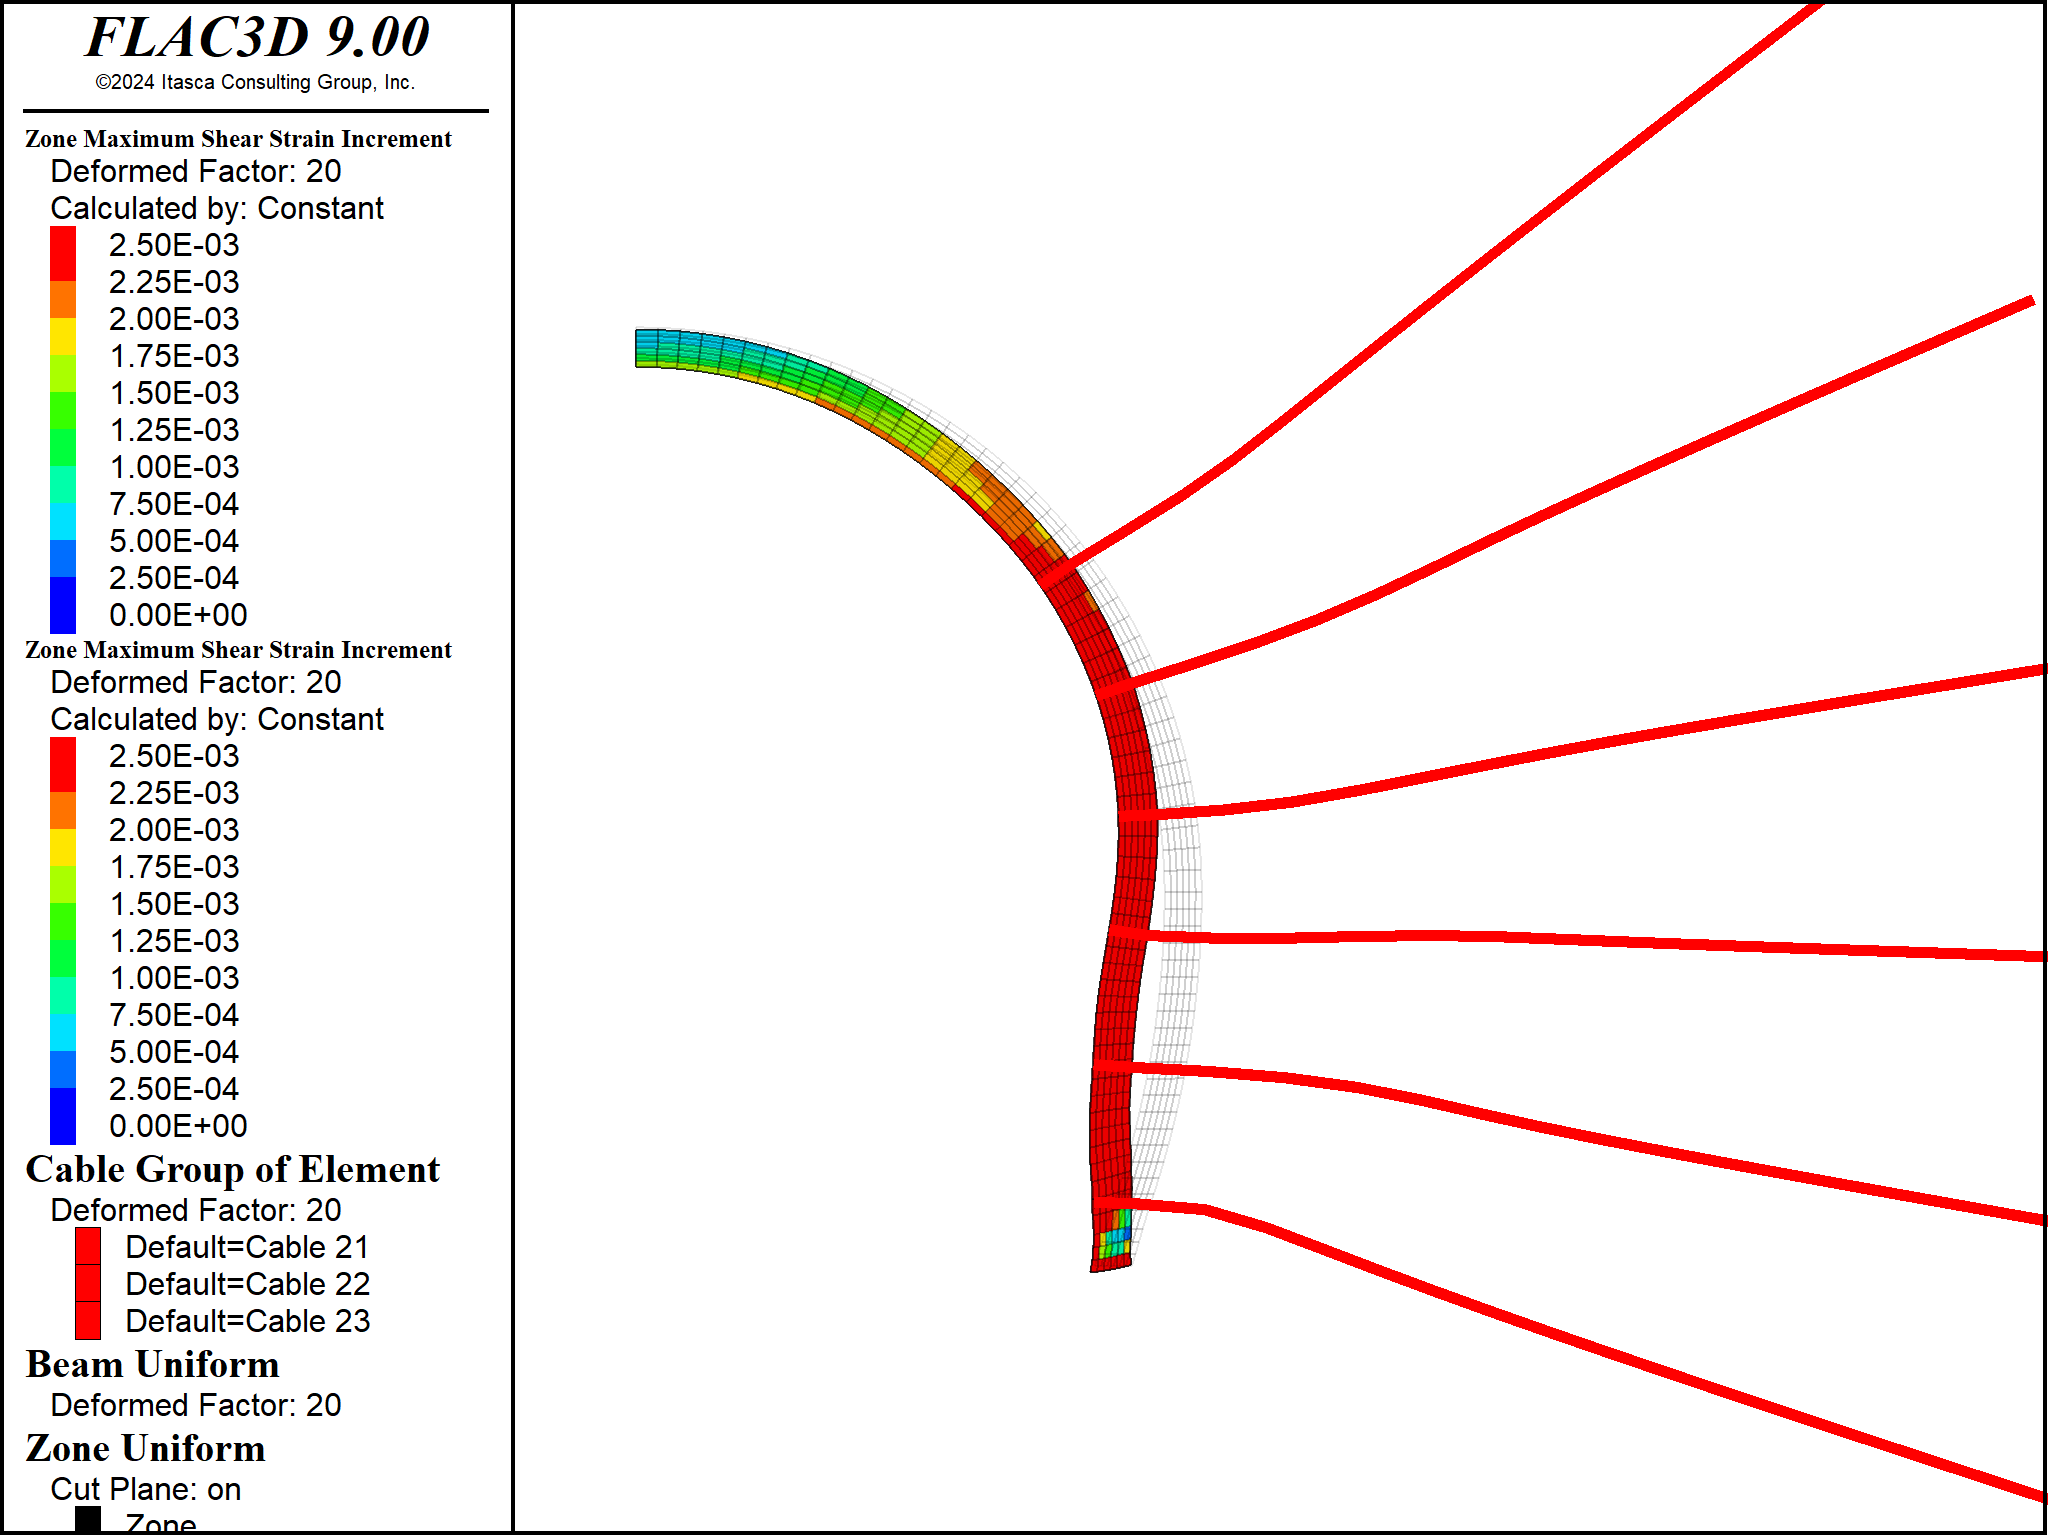 FLAC3D 9.00
©2024 Itasca Consulting Group, Inc.
Zone Maximum Shear Strain Increment
Deformed Factor: 20
Calculated by: Constant
2.50E-03
2.25E-03
2.00E-03
1.75E-03
1.50E-03
1.25E-03
1.00E-03
7.50E-04
5.00E-04
2.50E-04
0.00E+00
Zone Maximum Shear Strain Increment
Deformed Factor: 20
Calculated by: Constant
2.50E-03
2.25E-03
2.00E-03
1.75E-03
1.50E-03
1.25E-03
1.00E-03
7.50E-04
5.00E-04
2.50E-04
0.00E+00
Cable Group of Element
Deformed Factor: 20
Default=Cable 21
Default=Cable 22
Default=Cable 23
Beam Uniform
Deformed Factor: 20
Zone Uniform
Cut Plane: on
Zone